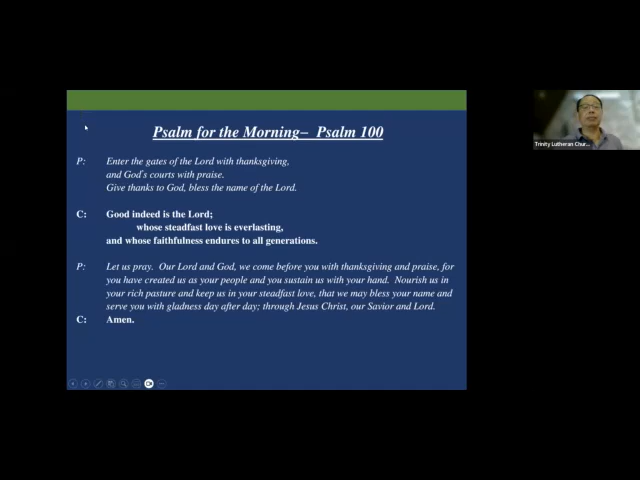 Psalm for the Morning– Psalm 100
P: Enter the gates of the Lord with thanksgiving,
and God's courts with praise.
Give thanks to God, bless the name of the Lord.
C: Good indeed is the Lord;
whose steadfast love is everlasting,
and whose faithfulness endures to all generations.
P: Let us pray. Our Lord and God, we come before you with thanksgiving and praise, for
you have created us as your people and you sustain us with your hand. Nourish us in
your rich pasture and keep us in your steadfast love, that we may bless your name and
serve you with gladness day after day; through Jesus Christ, our Savior and Lord.
C: Amen.
Trinity Lutheran Chur...